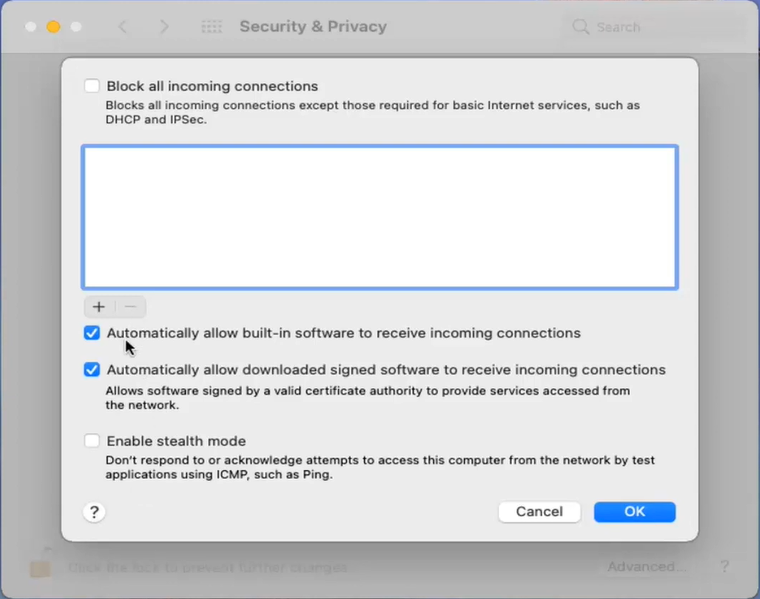 Security & Privacy
Search
Block all incoming connections
Blocks all incoming connections except those required for basic Internet services, such as
DHCP and IPSec.
+ −
Automatically allow built-in software to receive incoming connections
Automatically allow downloaded signed software to receive incoming connections
Allows software signed by a valid certificate authority to provide services accessed from
the network.
Enable stealth mode
Don't respond to or acknowledge attempts to access this computer from the network by test
applications using ICMP, such as Ping.
? Cancel OK
Click the lock to prevent further changes.
Advanced... ?